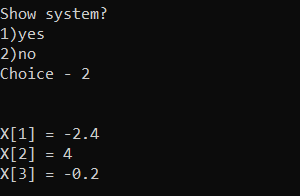 Show system?
1)yes
2)no
Choice - 2
X[1] = -2.4
X[2] = 4
X[3] = -0.2